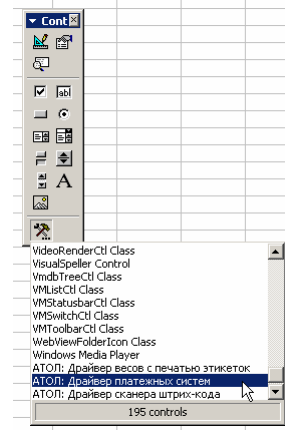 Cont
abl
A
VideoRenderCtl Class
VisualSpeller Control
VmdbTreeCtl Class
VMListCtl Class
VMStatusbarCtl Class
VMSwitchCtl Class
VMToolbarCtl Class
WebViewFolderIcon Class
Windows Media Player
АТОЛ: Драйвер весов с печатью этикеток
АТОЛ: Драйвер платежных систем
АТОЛ: Драйвер сканера штрих-кода
195 controls